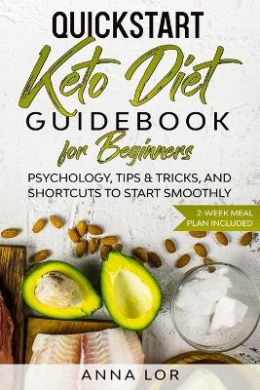 QUICKSTART
Keto Diet
GUIDEBOOK
for Beginners
PSYCHOLOGY, TIPS & TRICKS, AND
SHORTCUTS TO START SMOOTHLY
2-WEEK MEAL
PLAN INCLUDED
ANNA LOR